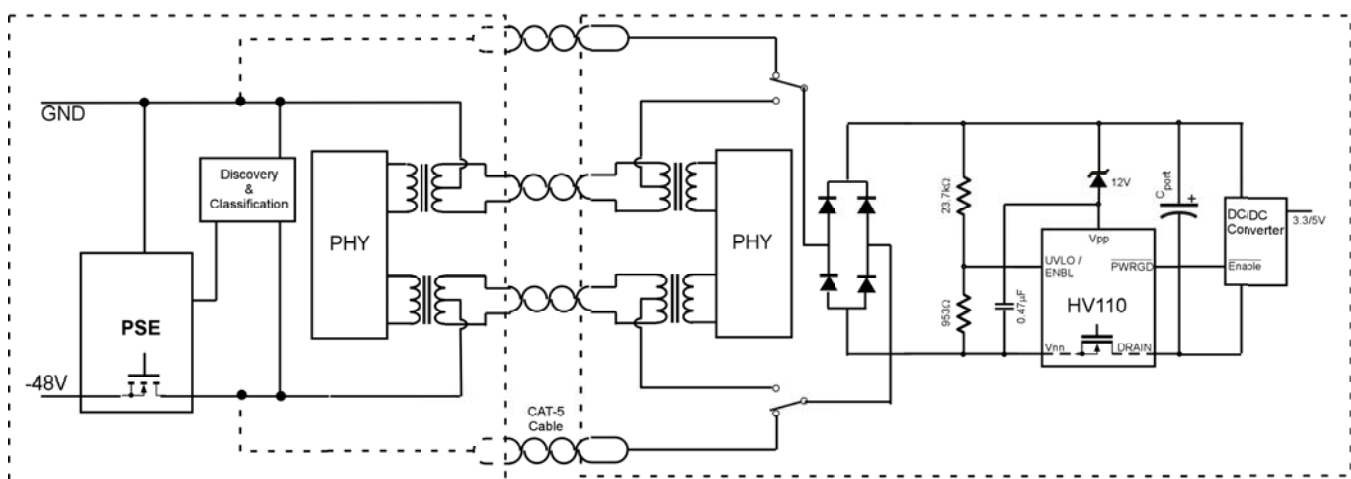 GND
Discovery
&
Classification
PHY
PSE
-48V
CAT-5
Cable
PHY
23.7kΩ
953Ω
12V
0.47µF
Vpp
UVLO /
ENBL
PWRGD
HV110
Vnn
DRAIN
Cport
+
DC/DC
Converter
Enable
3.3/5V